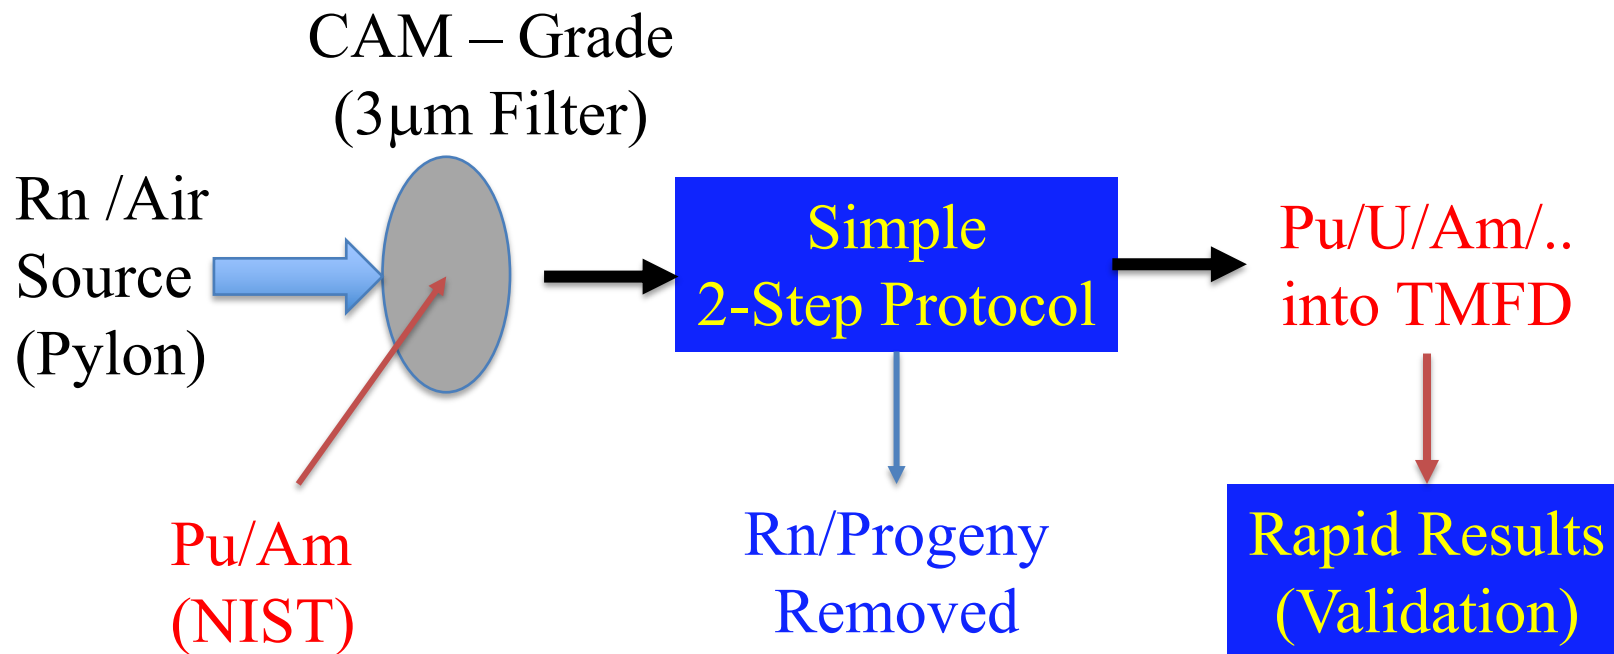 CAM – Grade
(3μm Filter)
Rn /Air
Source
(Pylon)
Pu/Am
(NIST)
Simple
2-Step Protocol
Rn/Progeny
Removed
Pu/U/Am/..
into TMFD
Rapid Results
(Validation)